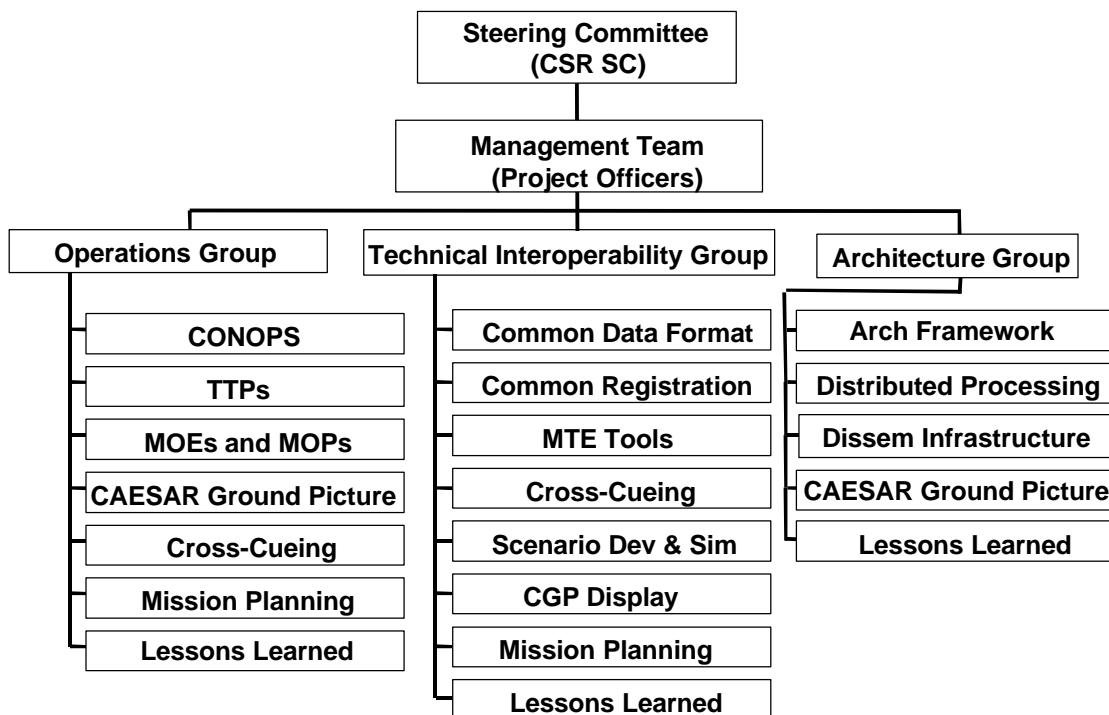 Steering Committee
(CSR SC)
Management Team
(Project Officers)
Operations Group
Technical Interoperability Group
Architecture Group
CONOPS
TTPs
MOEs and MOPs
CAESAR Ground Picture
Cross-Cueing
Mission Planning
Lessons Learned
Common Data Format
Common Registration
MTE Tools
Cross-Cueing
Scenario Dev & Sim
CGP Display
Mission Planning
Lessons Learned
Arch Framework
Distributed Processing
Dissem Infrastructure
CAESAR Ground Picture
Lessons Learned